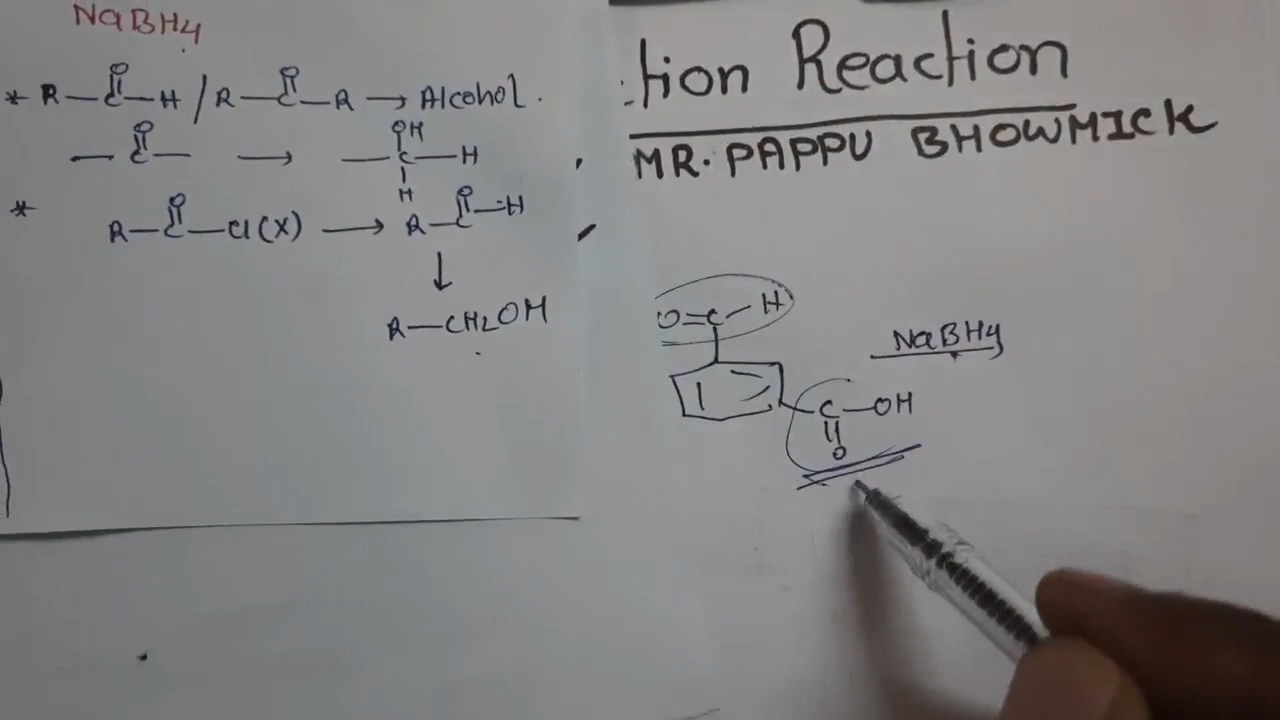 NaBH4
* R—C(=O)—H / R—C(=O)—R → Alcohol.
—C(=O)— → —C(OH)(H)—H ,
* R—C(=O)—Cl(X) → R—C(=O)—H ,
↓
R—CH2OH
tion Reaction
MR. PAPPU BHOWMICK
O=C—H
NaBH4
C—OH
O